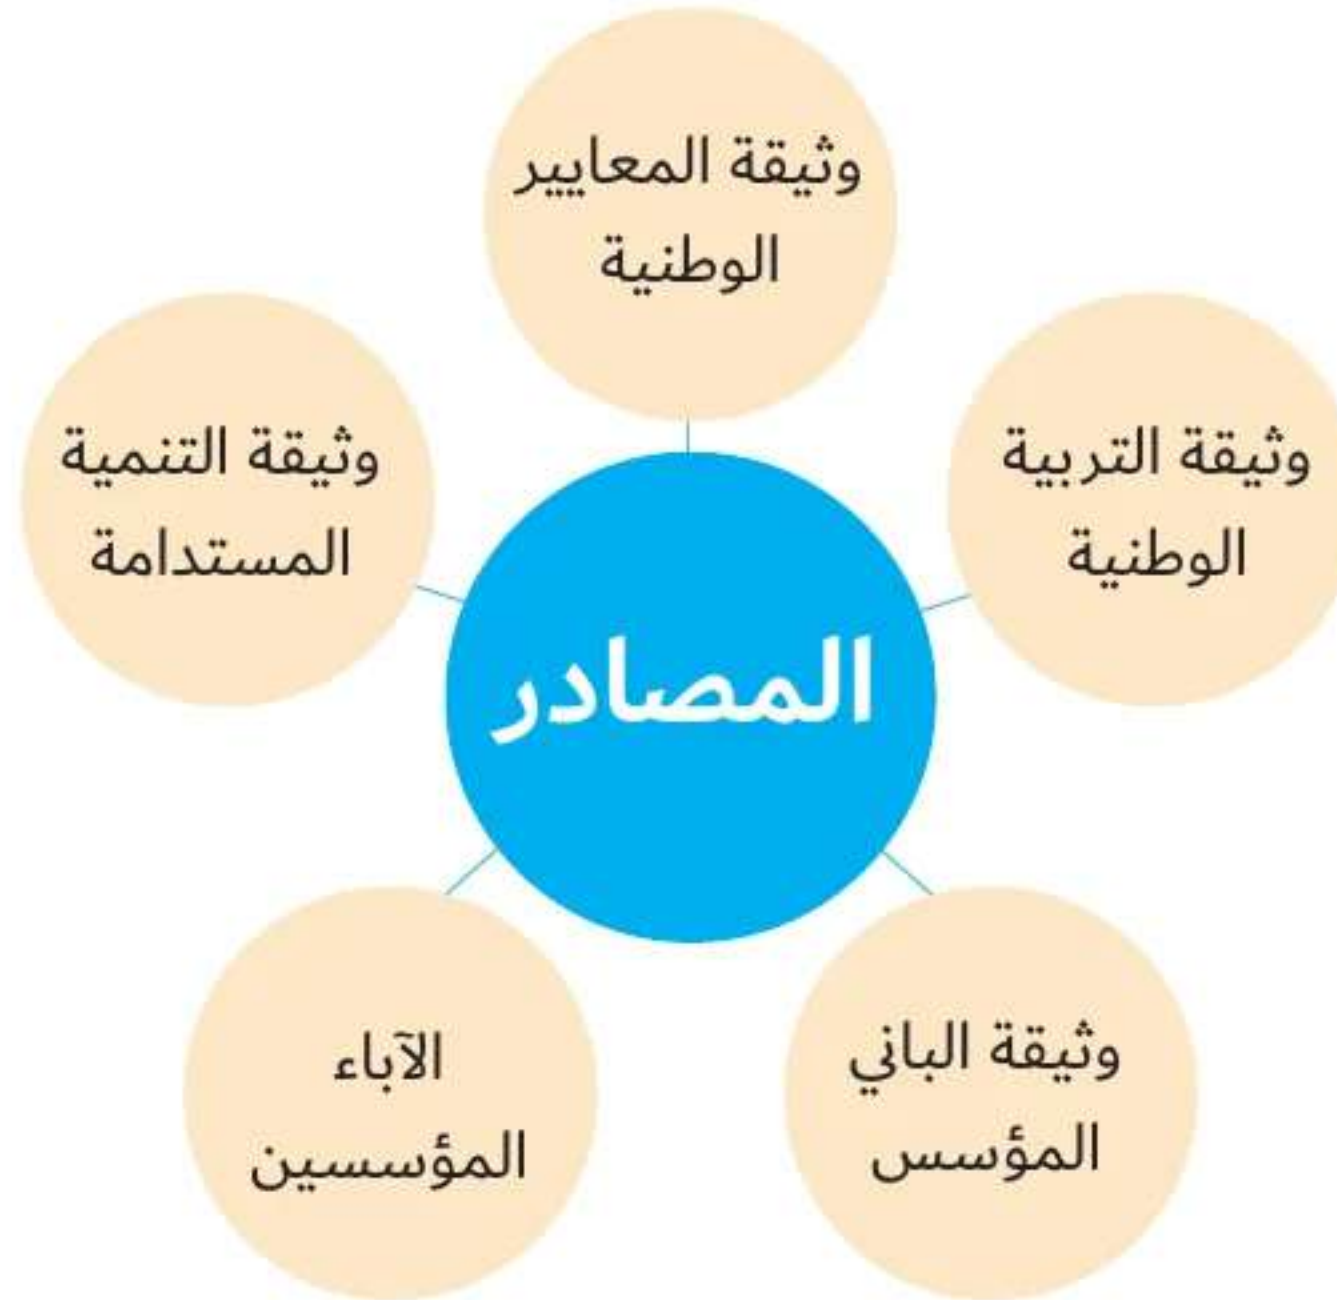 وثيقة المعايير
الوطنية
وثيقة التربية
الوطنية
وثيقة التنمية
المستدامة
المصادر
وثيقة الباني
المؤسس
الآباء
المؤسسين